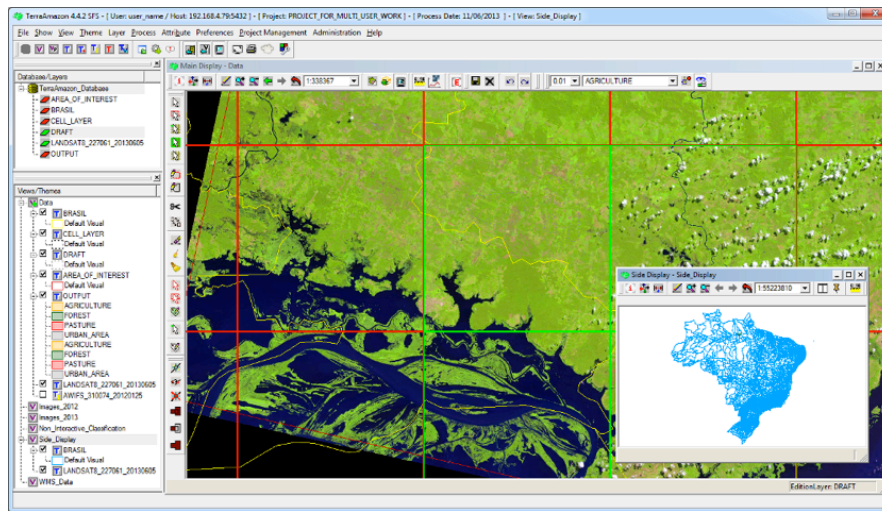 TerraAmazon 4.4.2 SFS - [ User: user_name / Host: 192.168.4.79:5432 ] - [ Project: PROJECT_FOR_MULTI_USER_WORK ] - [ Process Date: 11/06/2013 ] - [ View: Side_Display ]
File Show View Theme Layer Process Attribute Preferences Project Management Administration Help
Database/Layers
TerraAmazon_Database
AREA_OF_INTEREST
BRASIL
CELL_LAYER
DRAFT
LANDSAT8_227061_20130605
OUTPUT
Views/Themes
Data
BRASIL
Default Visual
CELL_LAYER
Default Visual
DRAFT
Default Visual
AREA_OF_INTEREST
Default Visual
OUTPUT
AGRICULTURE
FOREST
PASTURE
URBAN_AREA
AGRICULTURE
FOREST
PASTURE
URBAN_AREA
LANDSAT8_227061_20130605
AWIFS_310074_20120125
Images_2012
Images_2013
Non_Interactive_Classification
Side_Display
BRASIL
Default Visual
LANDSAT8_227061_20130605
WMS_Data
Main Display - Data
1:338367
0.01
AGRICULTURE
Side Display - Side_Display
1:55223810
EditionLayer: DRAFT